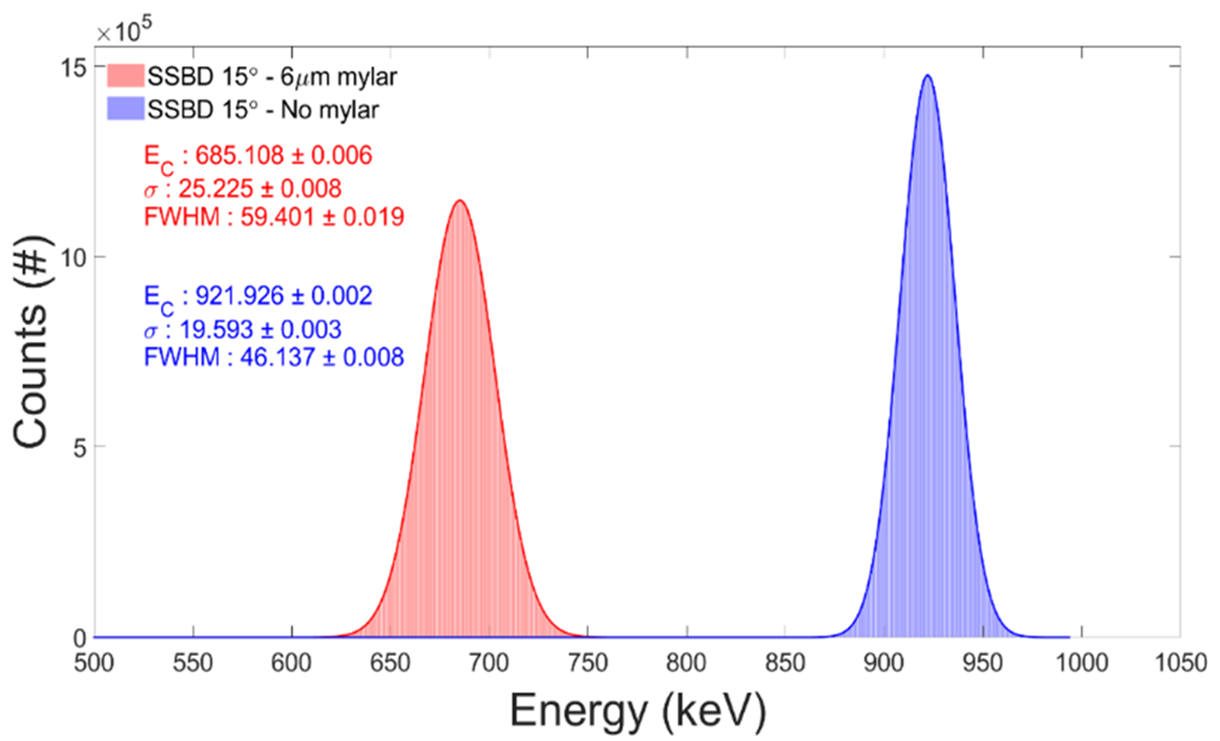 ×10⁵
15
10
5
0
Counts (#)
SSBD 15° - 6μm mylar
SSBD 15° - No mylar
E_C : 685.108 ± 0.006
σ : 25.225 ± 0.008
FWHM : 59.401 ± 0.019
E_C : 921.926 ± 0.002
σ : 19.593 ± 0.003
FWHM : 46.137 ± 0.008
500 550 600 650 700 750 800 850 900 950 1000 1050
Energy (keV)